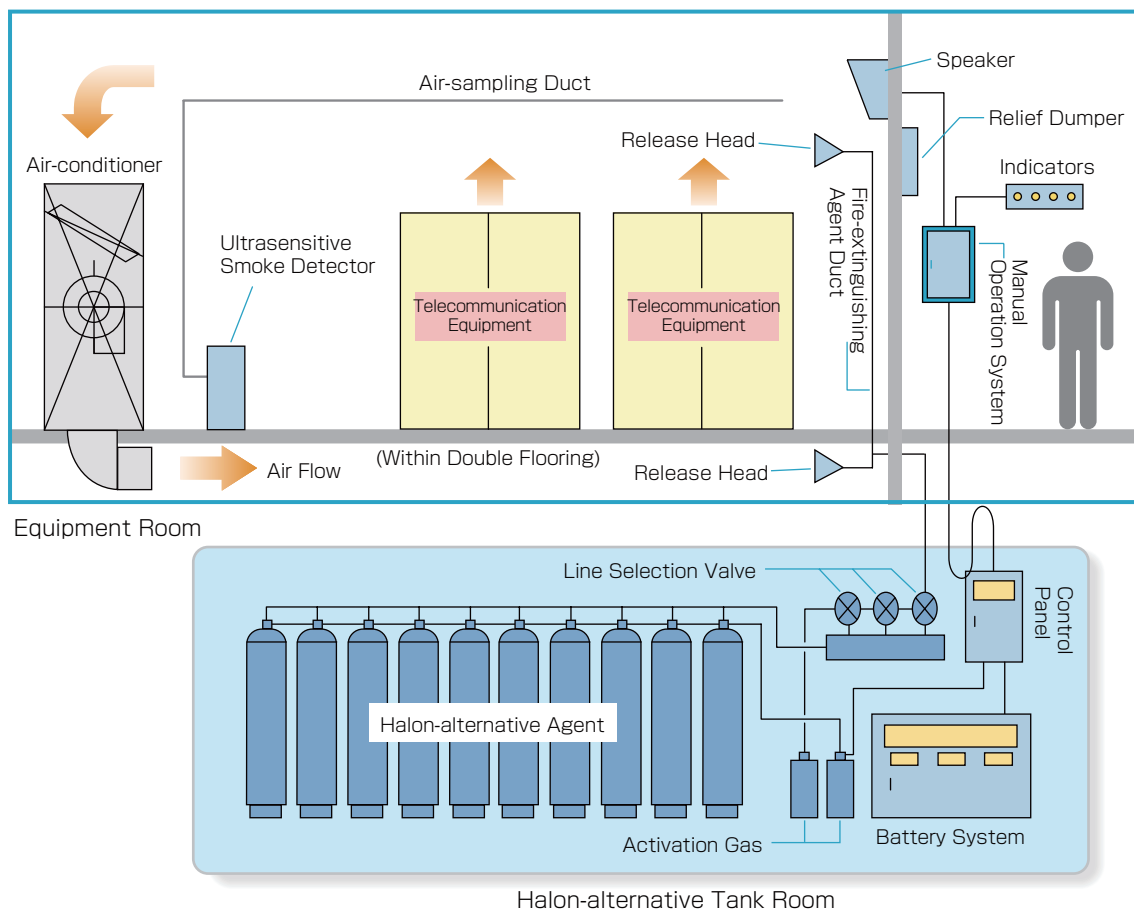 Speaker
Air-sampling Duct
Relief Dumper
Release Head
Air-conditioner
Indicators
Ultrasensitive
Smoke Detector
Fire-extinguishing
Agent Duct
Manual
Operation System
Telecommunication
Equipment
Telecommunication
Equipment
(Within Double Flooring)
Air Flow
Release Head
Equipment Room
Line Selection Valve
Control
Panel
Halon-alternative Agent
Activation Gas
Battery System
Halon-alternative Tank Room